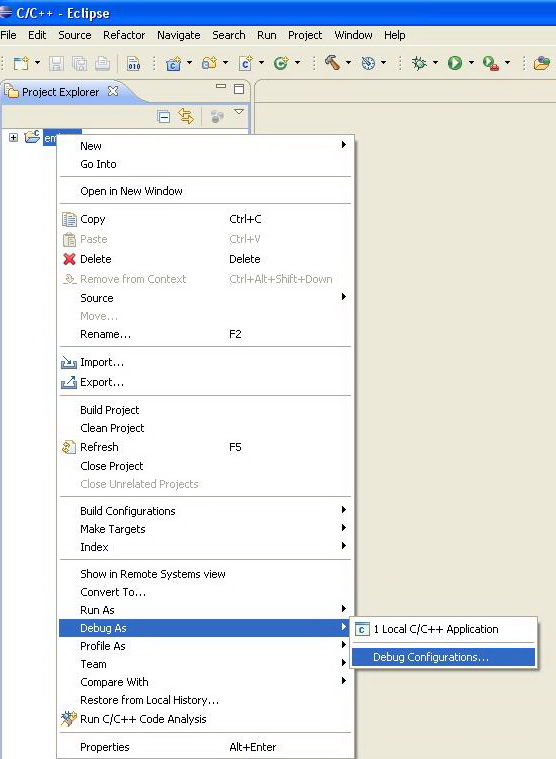 C/C++ - Eclipse
File Edit Source Refactor Navigate Search Run Project Window Help
010
Project Explorer
New
Go Into
Open in New Window
Copy Ctrl+C
Paste Ctrl+V
Delete Delete
Remove from Context Ctrl+Alt+Shift+Down
Source
Move...
Rename... F2
Import...
Export...
Build Project
Clean Project
Refresh F5
Close Project
Close Unrelated Projects
Build Configurations
Make Targets
Index
Show in Remote Systems view
Convert To...
Run As
Debug As
1 Local C/C++ Application
Profile As
Debug Configurations...
Team
Compare With
Restore from Local History...
Run C/C++ Code Analysis
Properties Alt+Enter